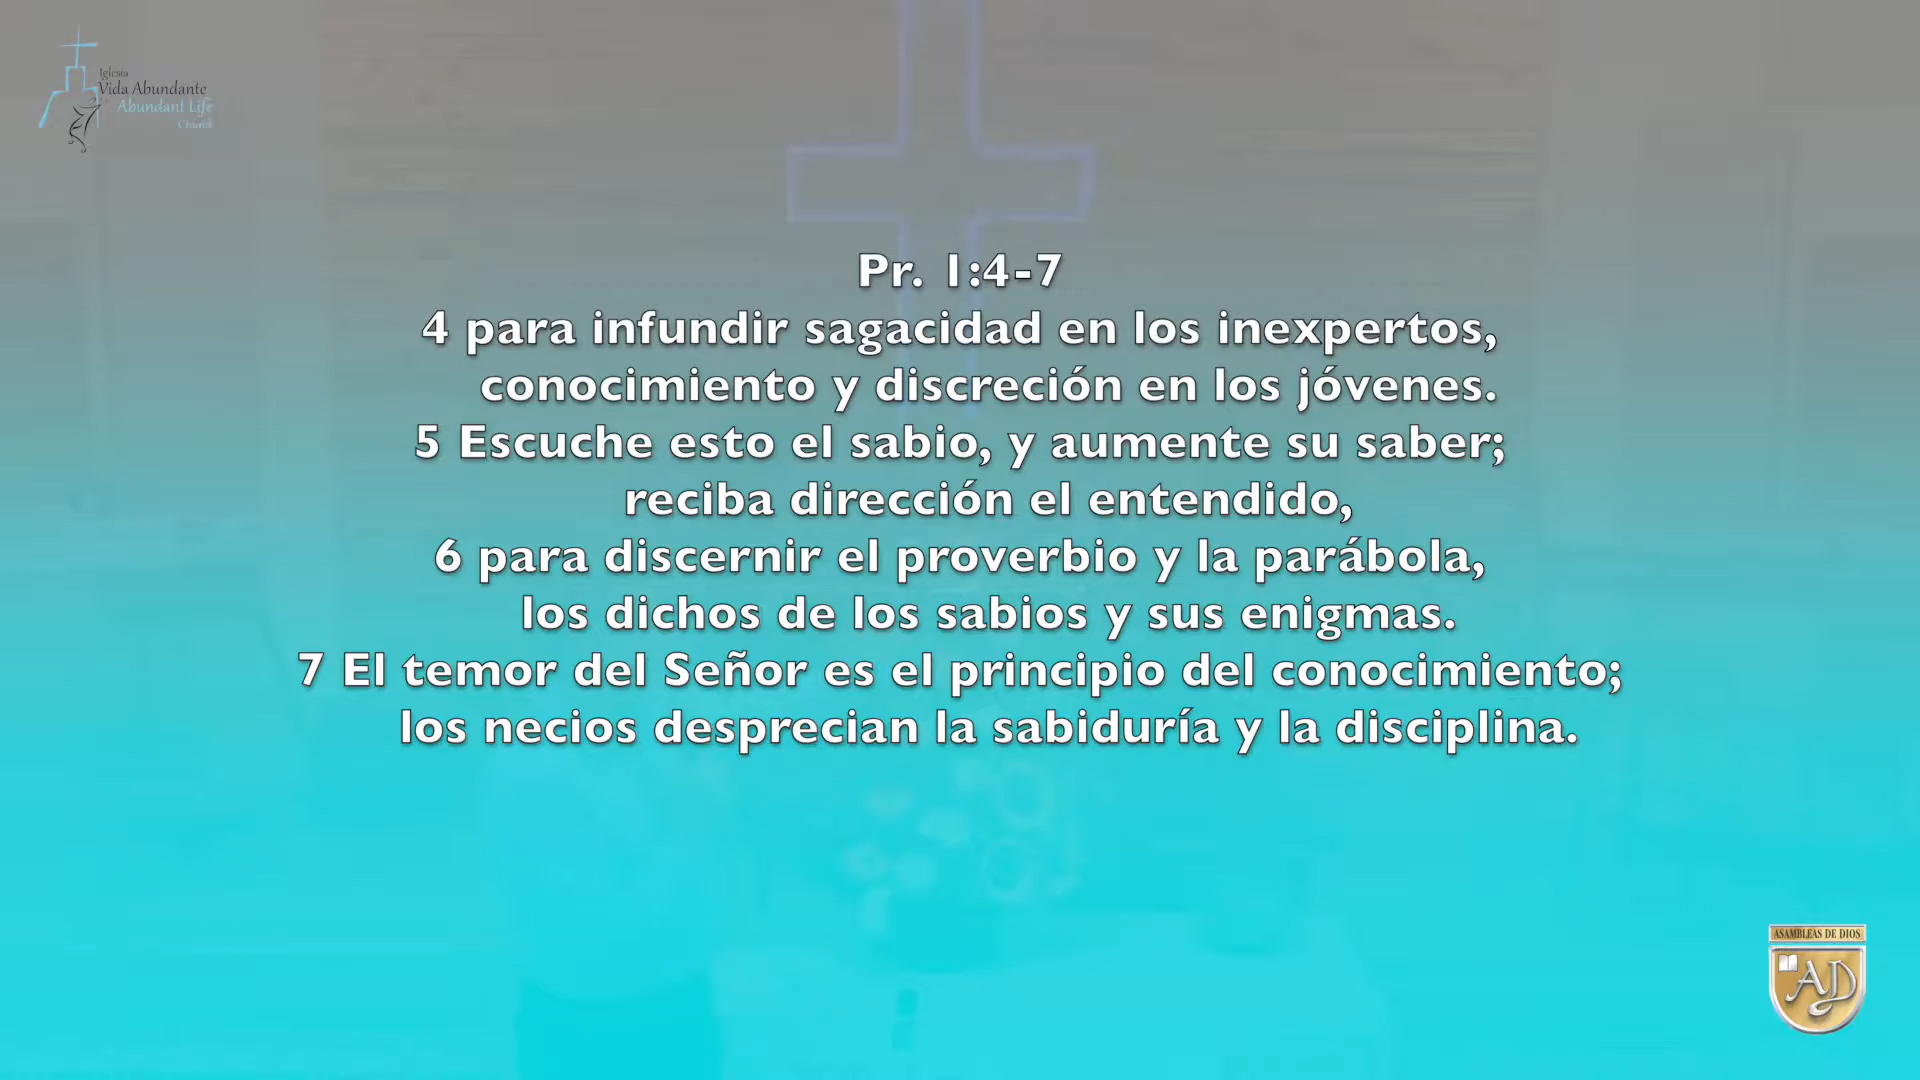 Iglesia
Vida Abundante
Abundant Life
Church
Pr. 1:4-7
4 para infundir sagacidad en los inexpertos,
conocimiento y discreción en los jóvenes.
5 Escuche esto el sabio, y aumente su saber;
reciba dirección el entendido,
6 para discernir el proverbio y la parábola,
los dichos de los sabios y sus enigmas.
7 El temor del Señor es el principio del conocimiento;
los necios desprecian la sabiduría y la disciplina.
ASAMBLEAS DE DIOS
AD